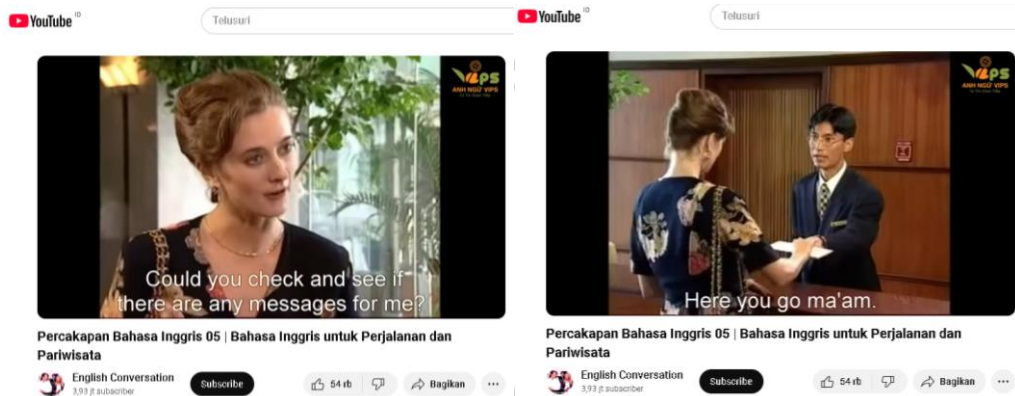 YouTube ID
Telusuri
VIPS
ANH NGỮ VIPS
Could you check and see if
there are any messages for me?
Percakapan Bahasa Inggris 05 | Bahasa Inggris untuk Perjalanan dan
Pariwisata
English Conversation
3,93 jt subscriber
Subscribe
54 rb
Bagikan
YouTube ID
Telusuri
VIPS
ANH NGỮ VIPS
Here you go ma'am.
Percakapan Bahasa Inggris 05 | Bahasa Inggris untuk Perjalanan dan
Pariwisata
English Conversation
3,93 jt subscriber
Subscribe
54 rb
Bagikan